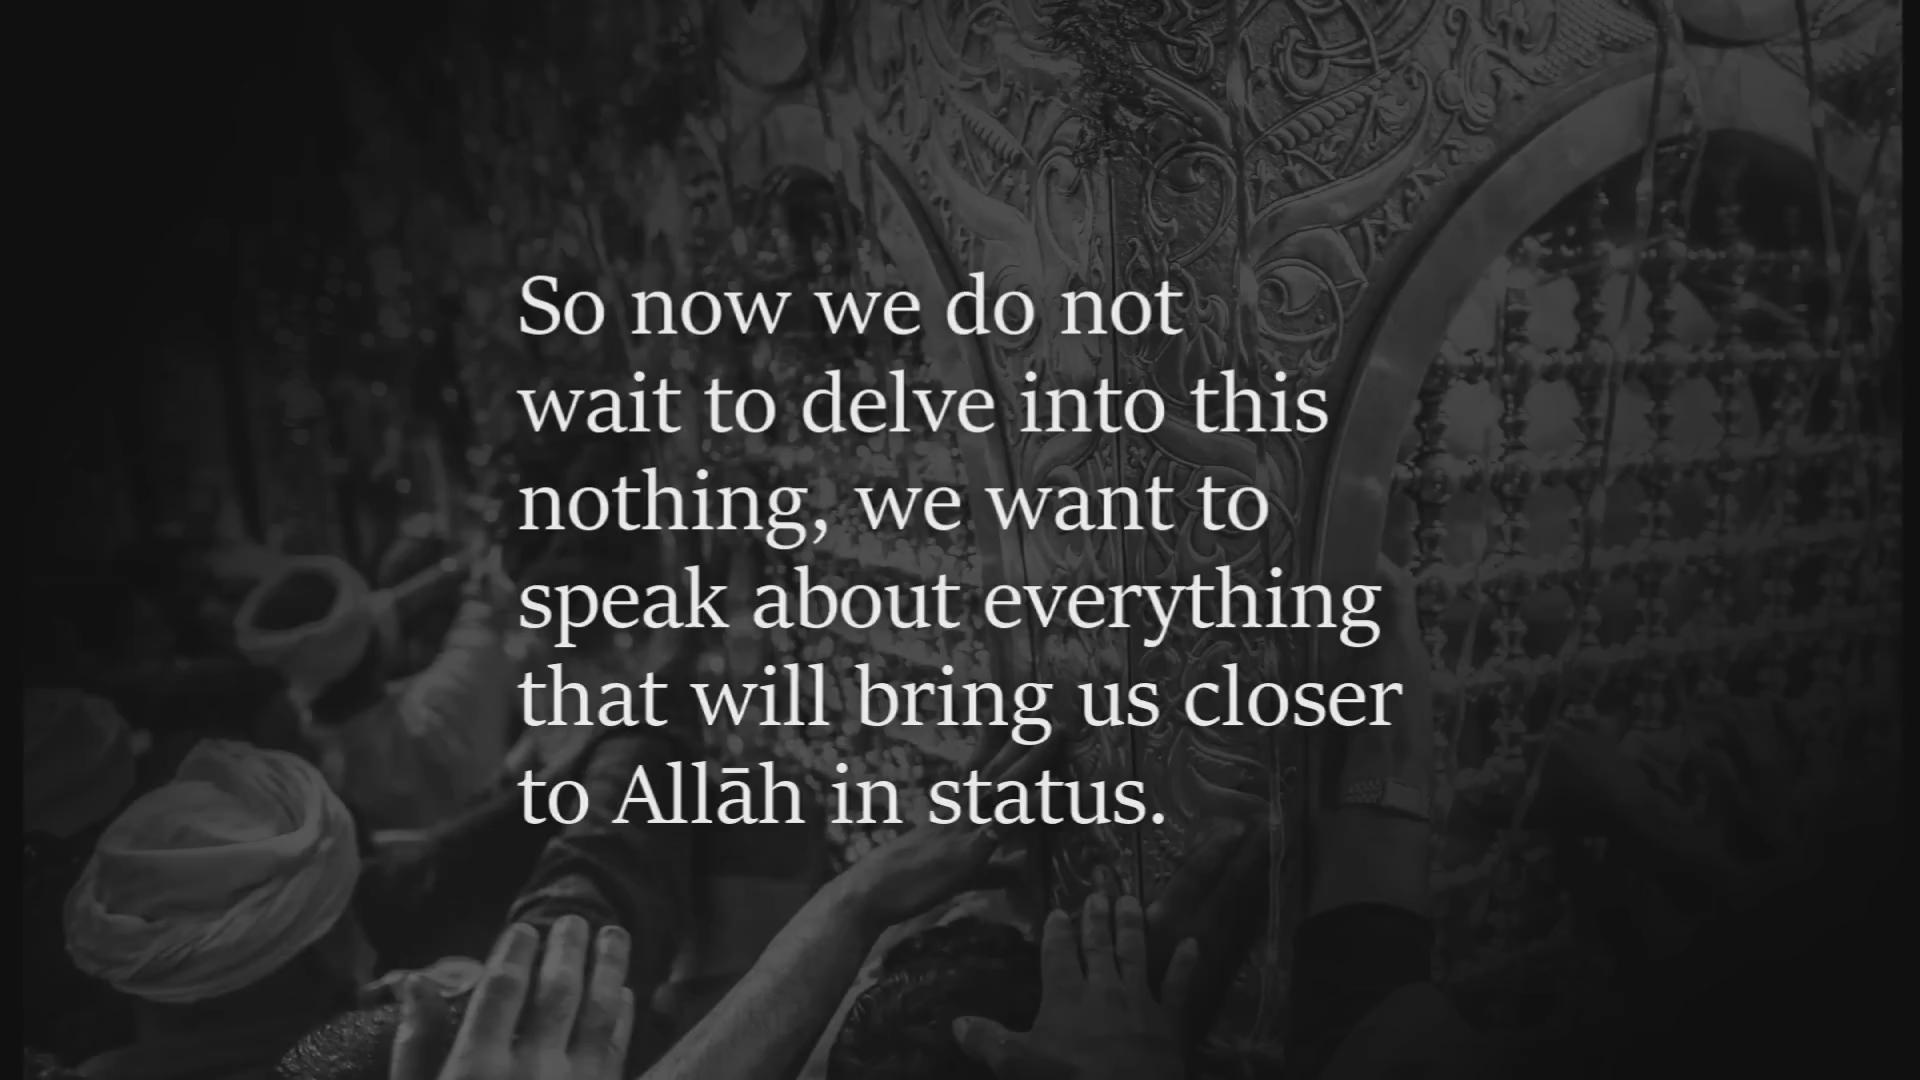 So now we do not
wait to delve into this
nothing, we want to
speak about everything
that will bring us closer
to Allāh in status.